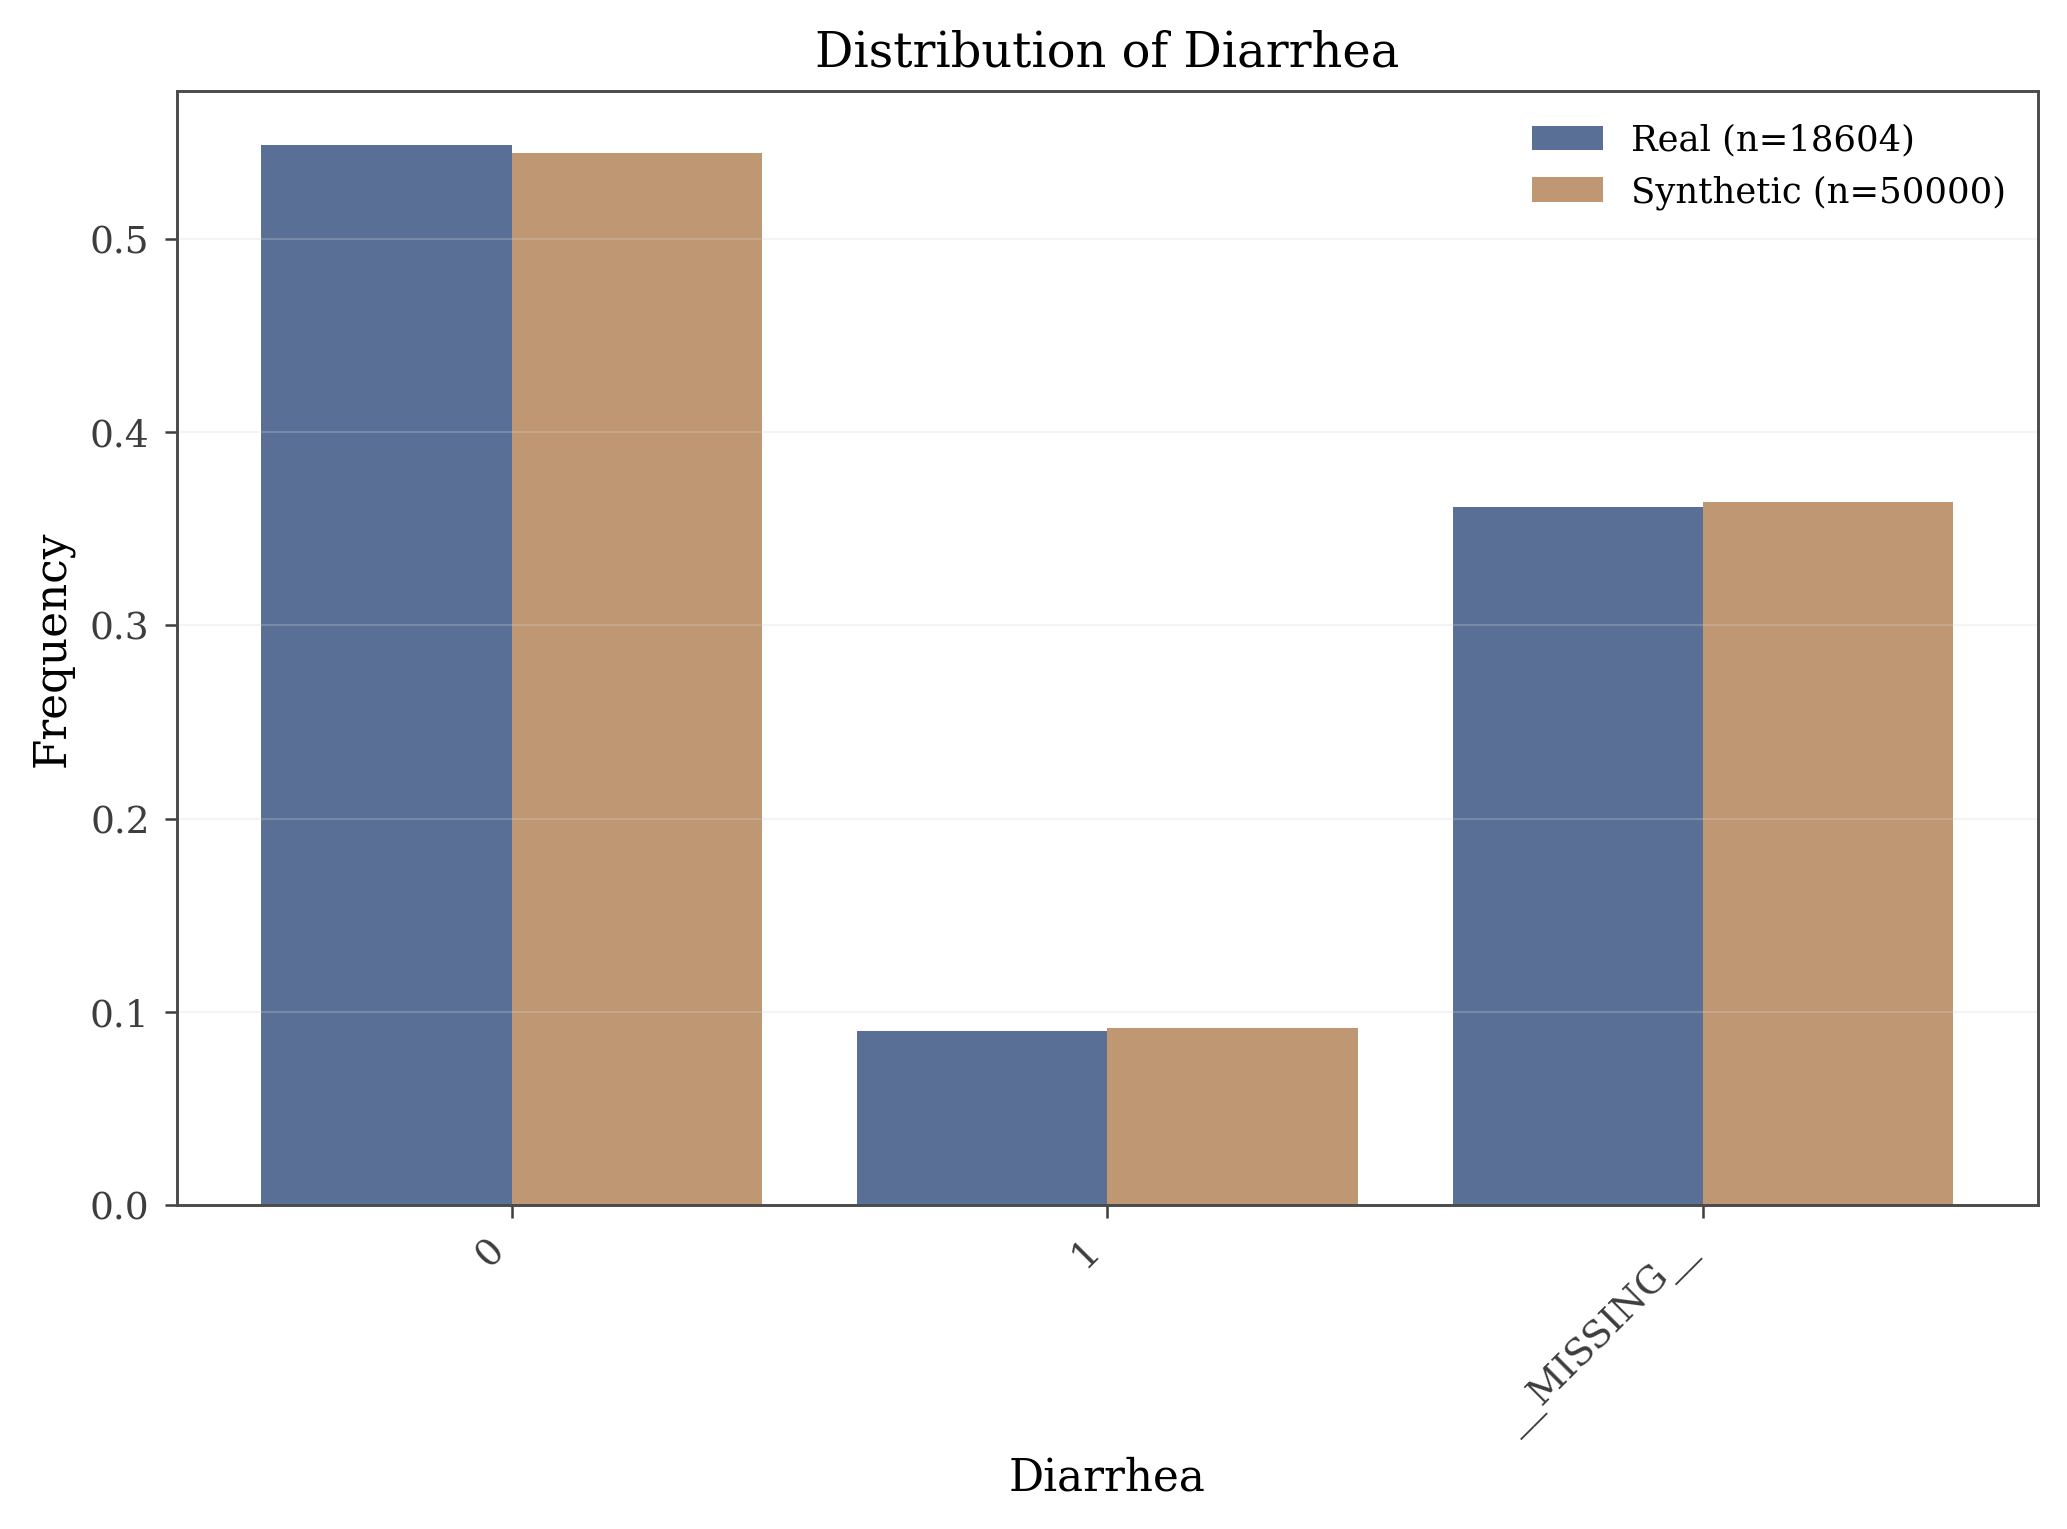 Distribution of Diarrhea
Real (n=18604)
Synthetic (n=50000)
Frequency
0.5
0.4
0.3
0.2
0.1
0.0
0
1
__MISSING__
Diarrhea